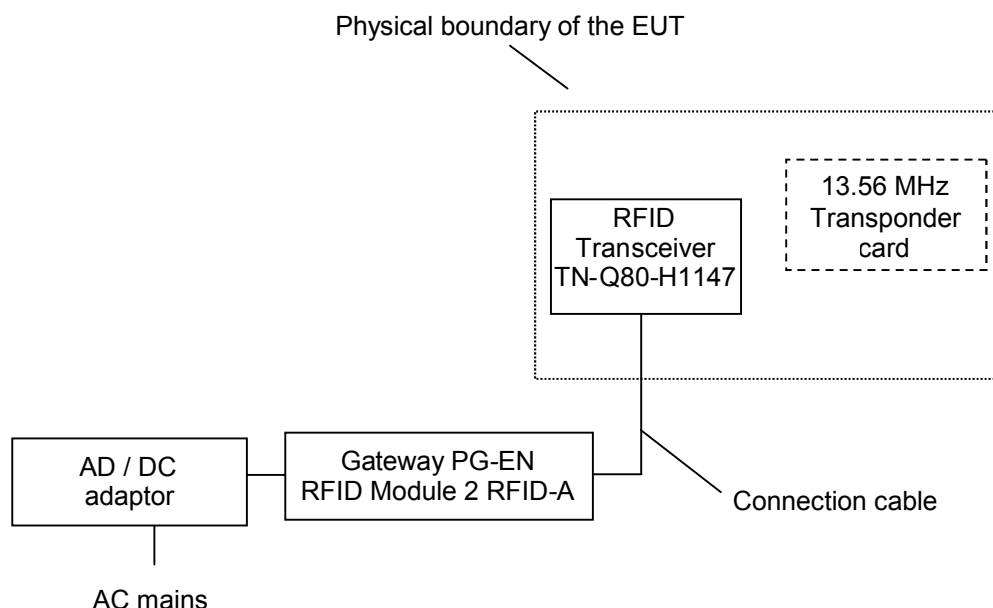 Physical boundary of the EUT
13.56 MHz
Transponder
card
RFID
Transceiver
TN-Q80-H1147
AD / DC
adaptor
Gateway PG-EN
RFID Module 2 RFID-A
Connection cable
AC mains